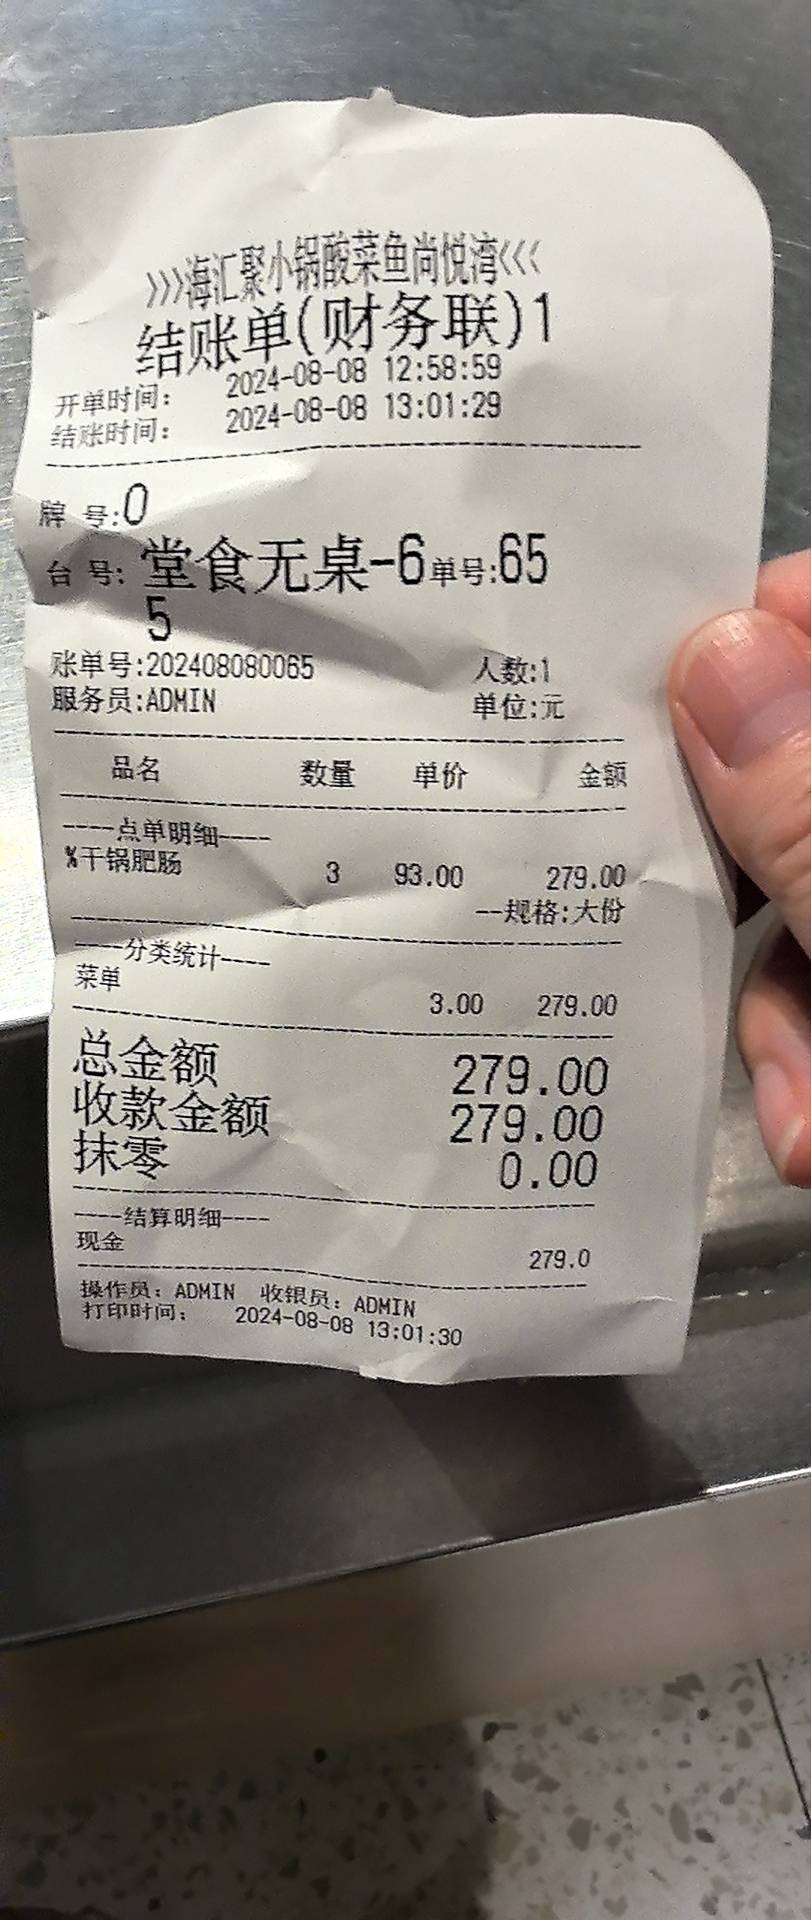 >>>海汇聚小锅酸菜鱼尚悦湾<<<
结账单(财务联)1
开单时间: 2024-08-08 12:58:59
结账时间: 2024-08-08 13:01:29
牌 号:0
台 号: 堂食无桌-6 单号:65
5
账单号:202408080065 人数:1
服务员:ADMIN 单位:元
品名 数量 单价 金额
----点单明细----
%干锅肥肠 3 93.00 279.00
--规格:大份
----分类统计----
菜单 3.00 279.00
总金额 279.00
收款金额 279.00
抹零 0.00
----结算明细----
现金 279.0
操作员: ADMIN 收银员: ADMIN
打印时间: 2024-08-08 13:01:30